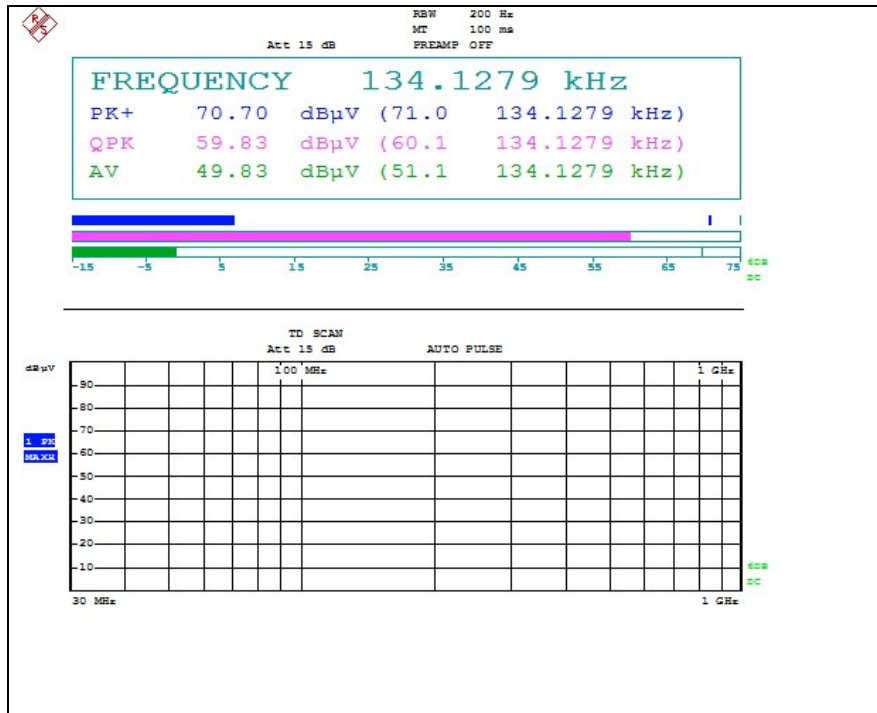 R S
RBW 200 Hz
MT 100 ms
Att 15 dB PREAMP OFF
FREQUENCY 134.1279 kHz
PK+ 70.70 dBµV (71.0 134.1279 kHz)
QPK 59.83 dBµV (60.1 134.1279 kHz)
AV 49.83 dBµV (51.1 134.1279 kHz)
-15 -5 5 15 25 35 45 55 65 75
6DB
DC
TD SCAN
Att 15 dB AUTO PULSE
dBµV
100 MHz 1 GHz
90
80
70
1 PK
MAXH
60
50
40
30
20
10
6DB
DC
30 MHz 1 GHz